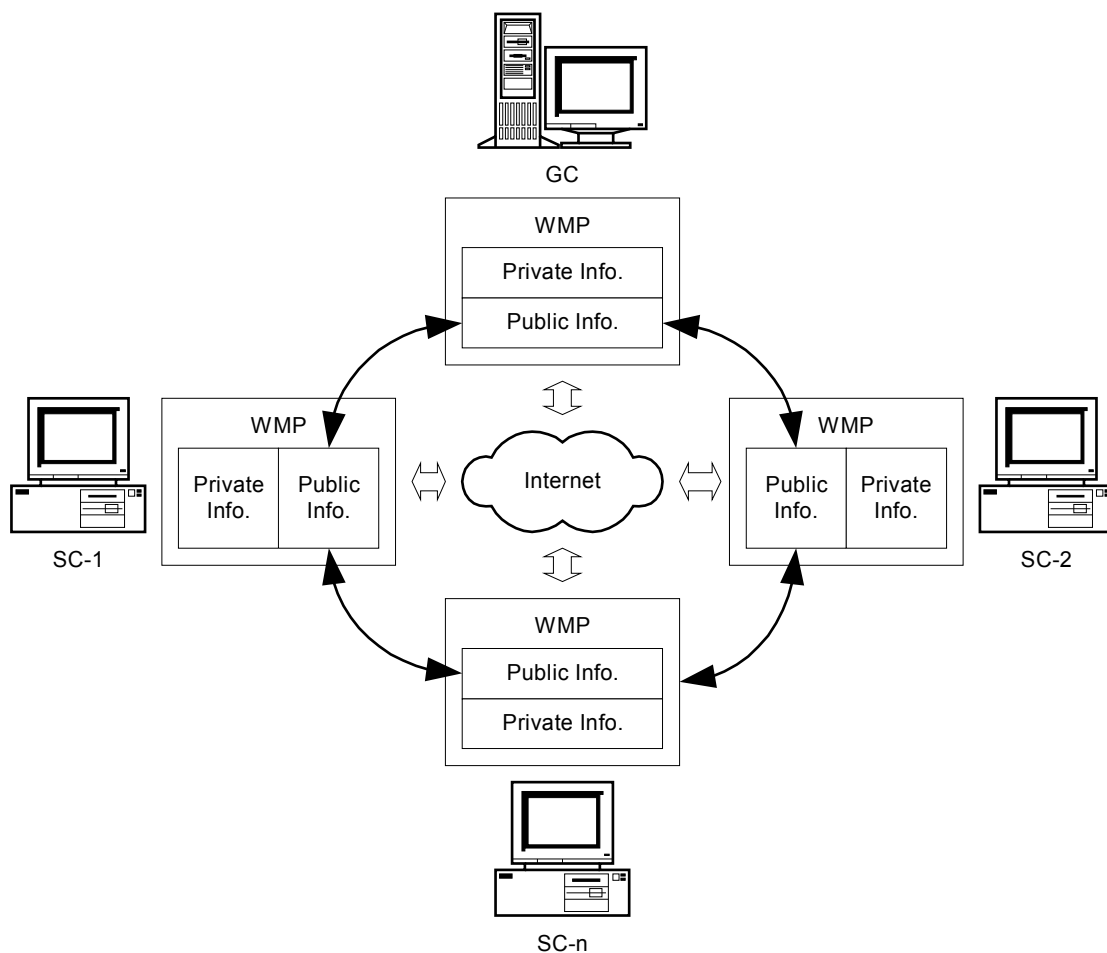 GC
WMP
Private Info.
Public Info.
WMP
Private
Info.
Public
Info.
SC-1
Internet
WMP
Public
Info.
Private
Info.
SC-2
WMP
Public Info.
Private Info.
SC-n